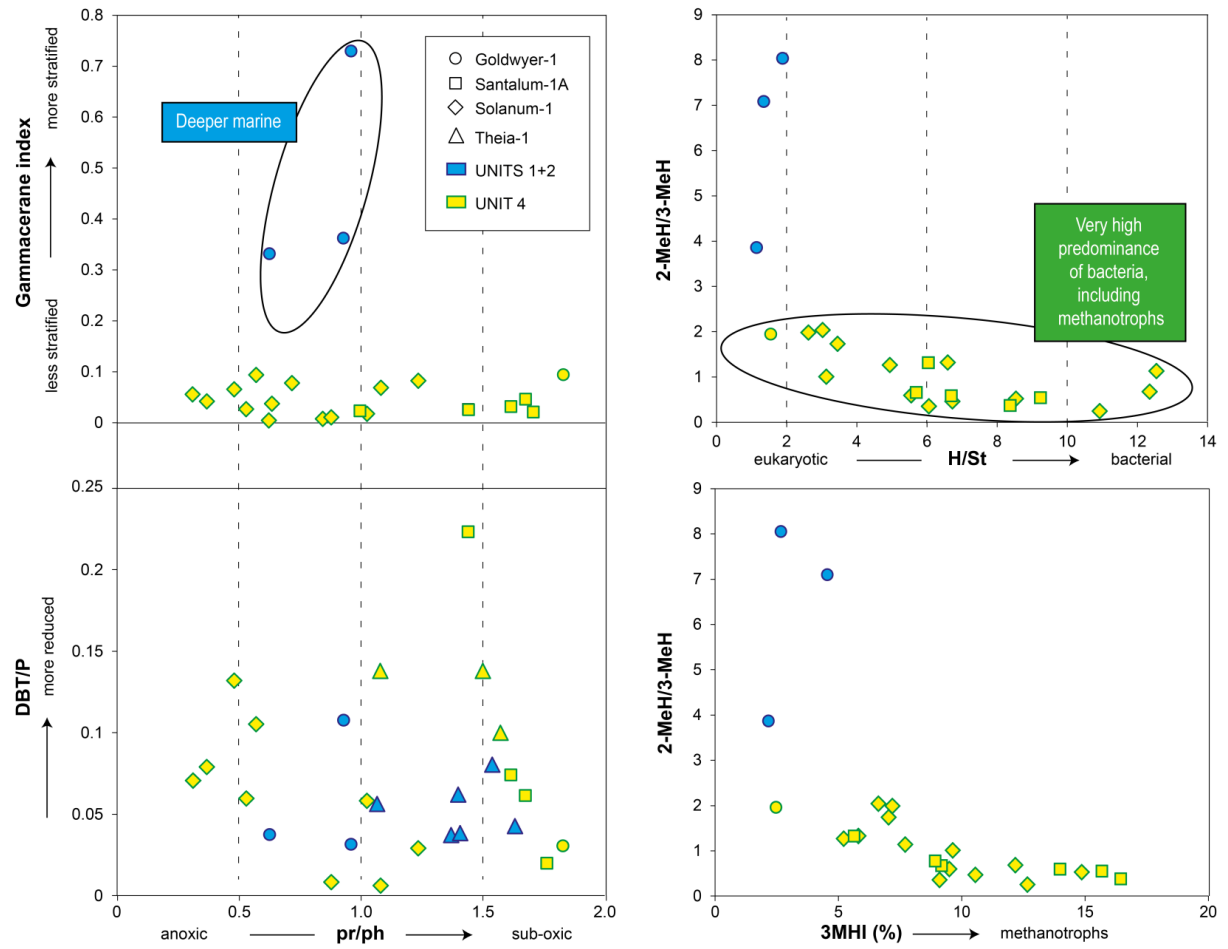 0.8
0.7
0.6
0.5
0.4
0.3
0.2
0.1
0
Gammacerane index
less stratified
more stratified
Deeper marine
Goldwyer-1
Santalum-1A
Solanum-1
Theia-1
UNITS 1+2
UNIT 4
0.25
0.2
0.15
0.1
0.05
0
DBT/P
more reduced
0
0.5
1.0
1.5
2.0
anoxic
pr/ph
sub-oxic
9
8
7
6
5
4
3
2
1
0
2-MeH/3-MeH
Very high
predominance
of bacteria,
including
methanotrophs
0
2
4
6
8
10
12
14
eukaryotic
H/St
bacterial
9
8
7
6
5
4
3
2
1
0
2-MeH/3-MeH
0
5
10
15
20
3MHI (%)
methanotrophs